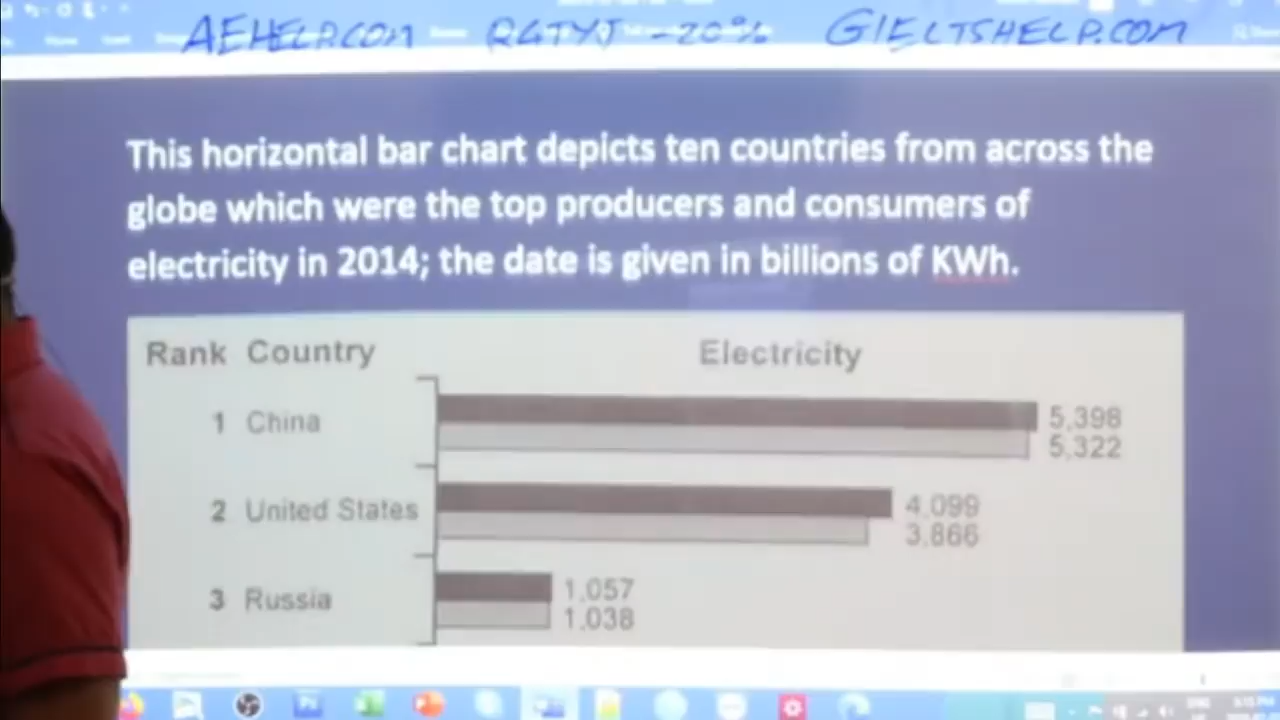 AEHELP.COM R4TYJ -20% GIELTSHELP.COM
This horizontal bar chart depicts ten countries from across the
globe which were the top producers and consumers of
electricity in 2014; the date is given in billions of KWh.
Rank Country Electricity
1 China 5,398
5,322
2 United States 4,099
3,866
3 Russia 1,057
1,038